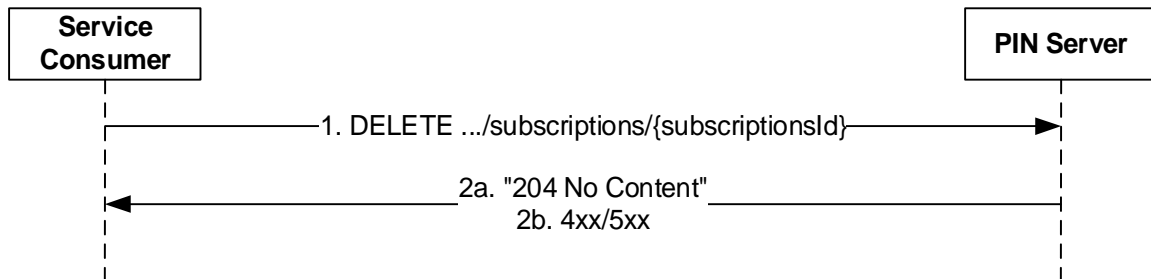 Service
Consumer
PIN Server
1. DELETE .../subscriptions/{subscriptionsId}
2a. "204 No Content"
2b. 4xx/5xx